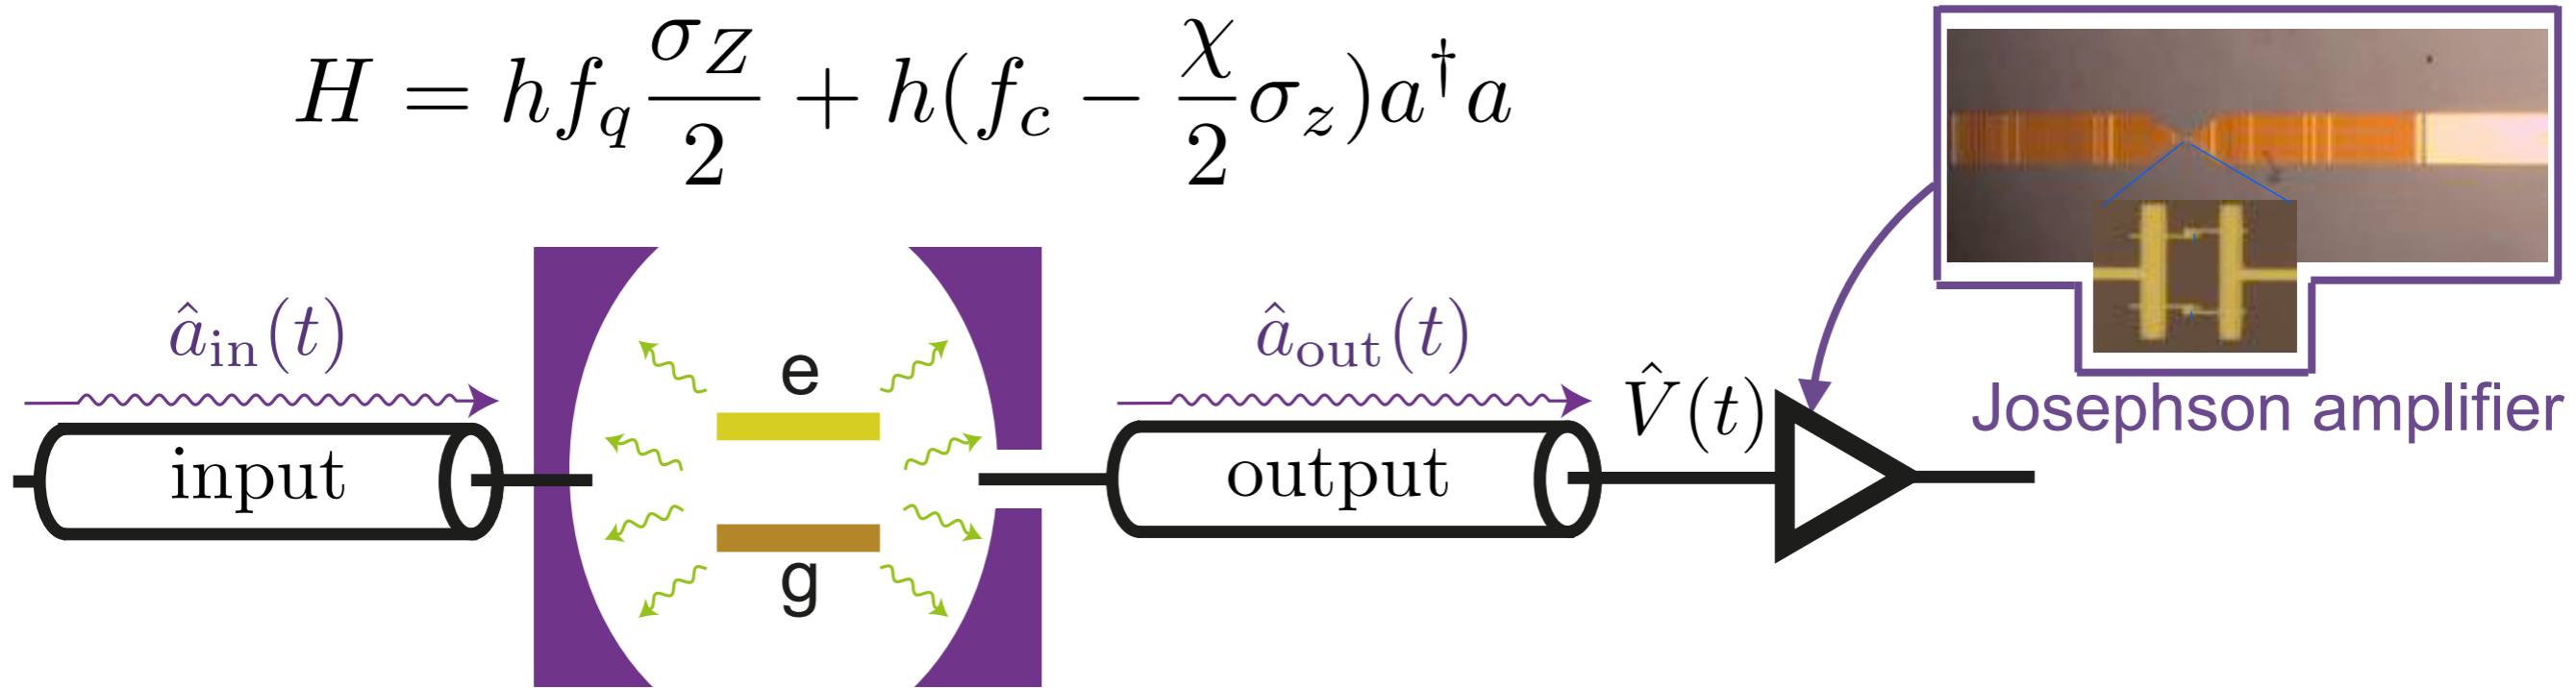 H = hf_q σ_Z/2 + h(f_c − χ/2 σ_z)a†a
â_in(t)
input
e
g
â_out(t)
output
V̂(t)
Josephson amplifier